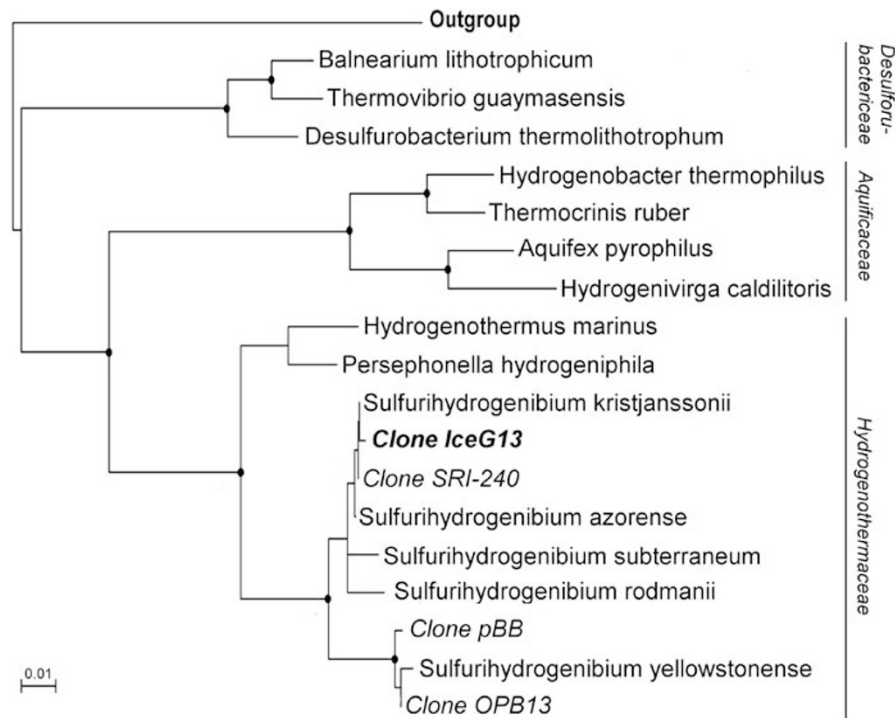 Outgroup
Balnearium lithotrophicum
Thermovibrio guaymasensis
Desulfurobacterium thermolithotrophum
Desulforu-
bactericeae
Hydrogenobacter thermophilus
Thermocrinis ruber
Aquifex pyrophilus
Hydrogenivirga caldilitoris
Aquificaceae
Hydrogenothermus marinus
Persephonella hydrogeniphila
Sulfurihydrogenibium kristjanssonii
Clone IceG13
Clone SRI-240
Sulfurihydrogenibium azorense
Sulfurihydrogenibium subterraneum
Sulfurihydrogenibium rodmanii
Clone pBB
Sulfurihydrogenibium yellowstonense
Clone OPB13
Hydrogenothermaceae
0.01